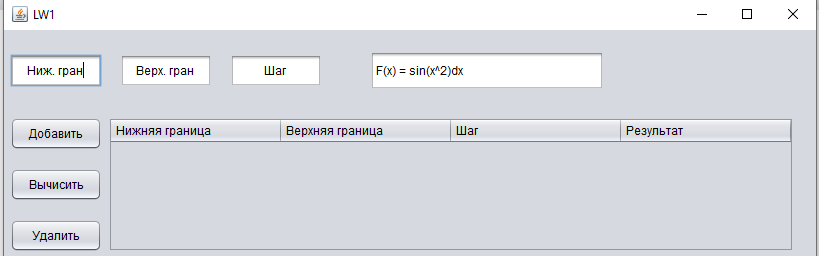 LW1
Ниж. гран
Верх. гран
Шаг
F(x) = sin(x^2)dx
Добавить
Нижняя граница
Верхняя граница
Шаг
Результат
Вычисить
Удалить